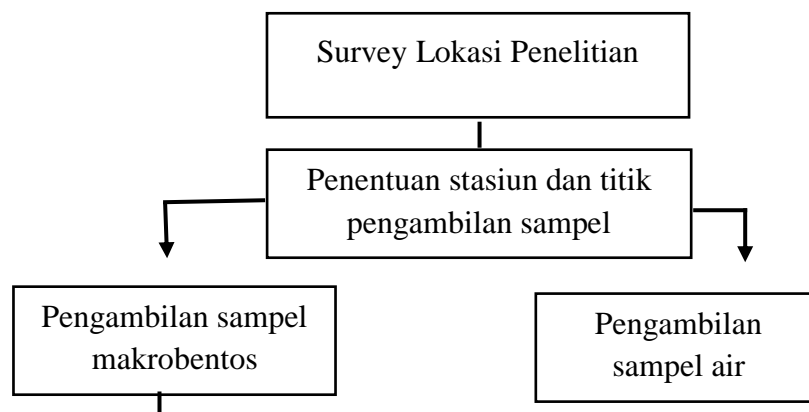 Survey Lokasi Penelitian
Penentuan stasiun dan titik
pengambilan sampel
Pengambilan sampel
makrobentos
Pengambilan
sampel air